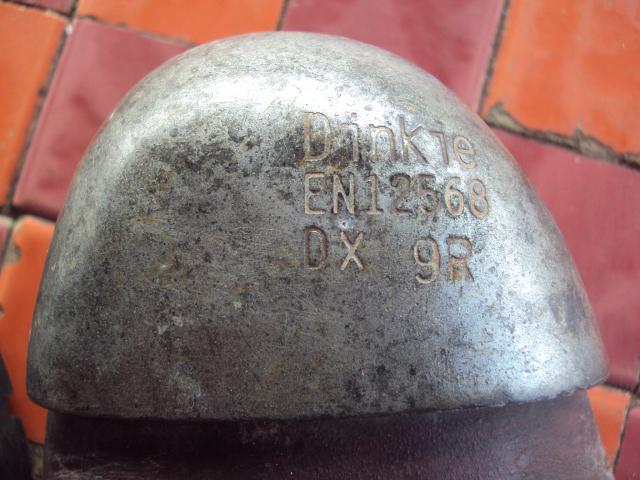 Dinkie
EN12568
DX 9R